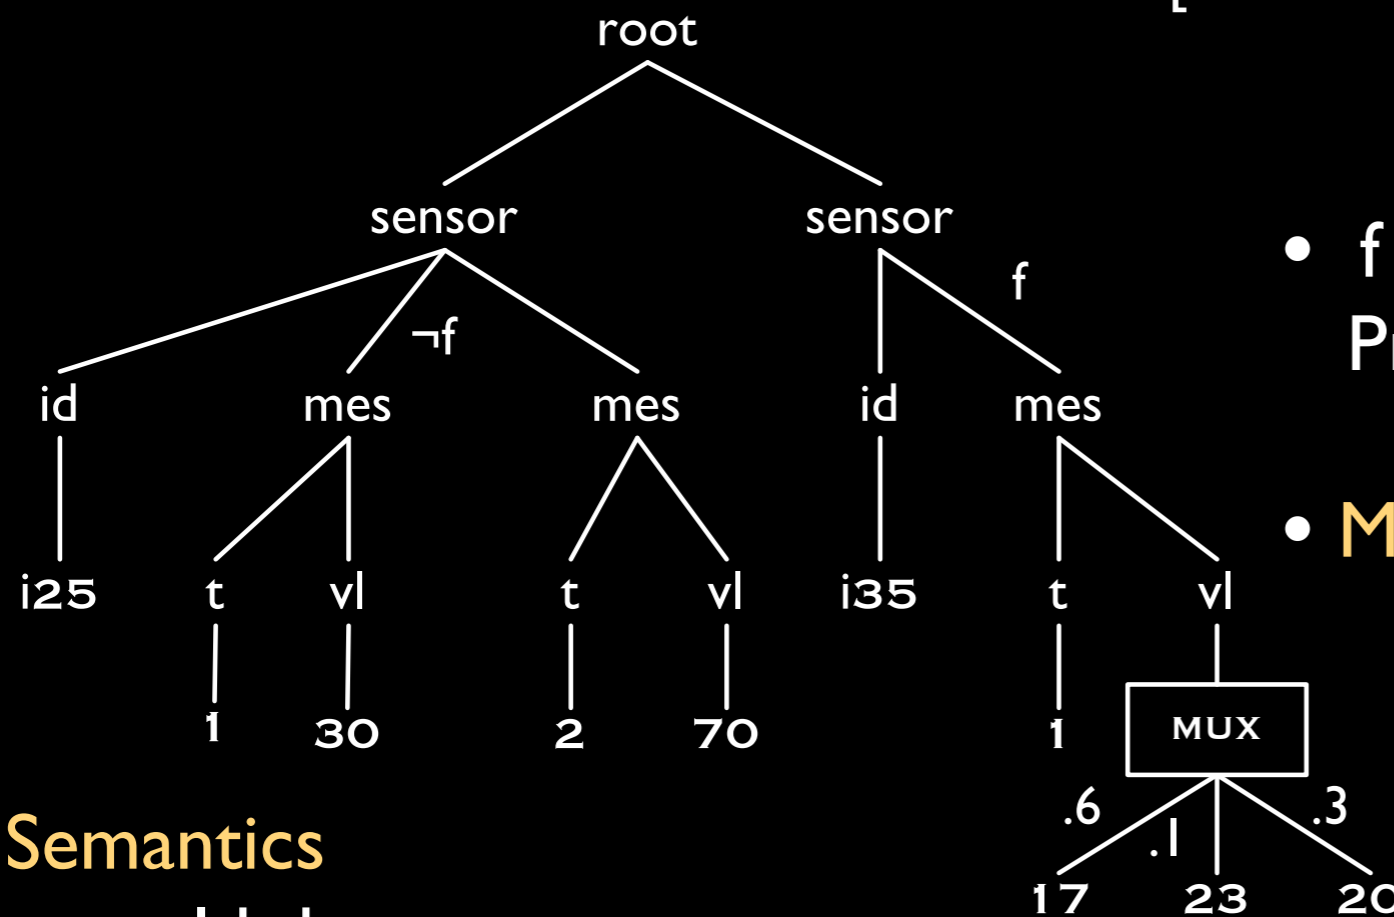 root
sensor sensor
• f
f
¬f
id mes mes id mes
• M
i25 t vl t vl i35 t vl
1 30 2 70 1 MUX
.6 .1 .3
Semantics
17 23 20